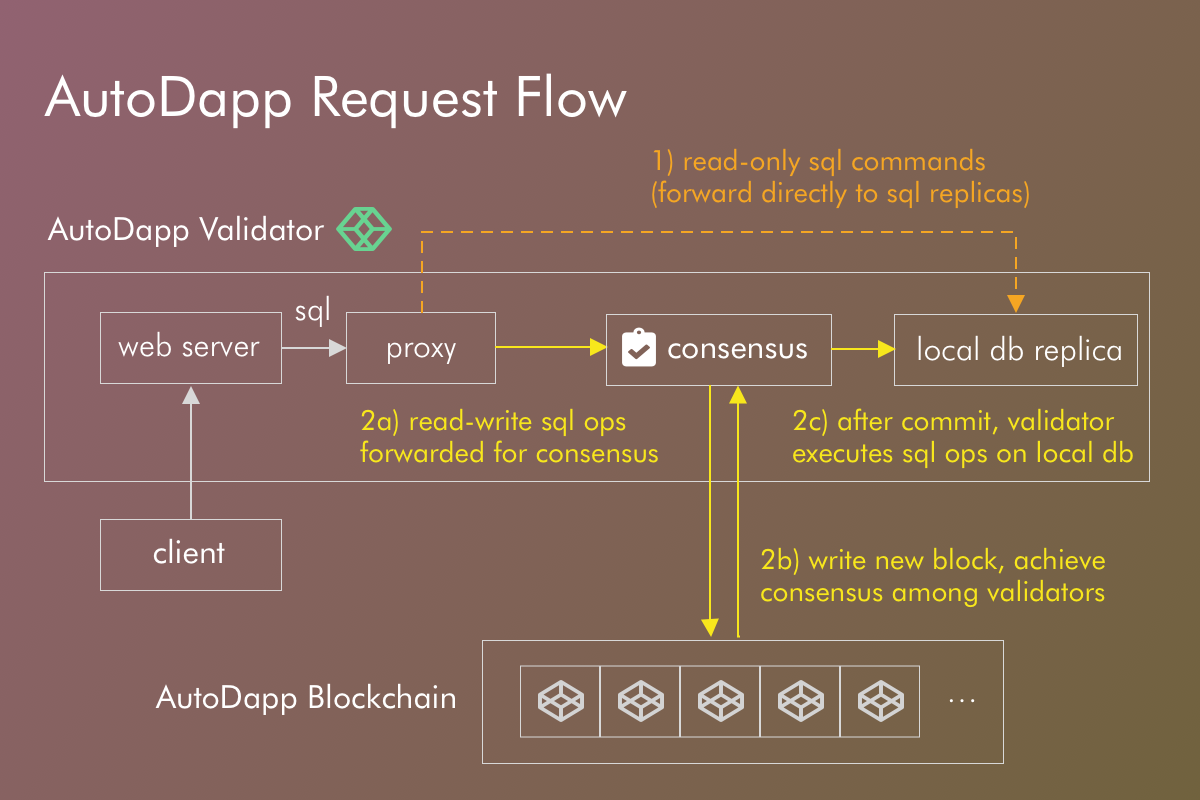 AutoDapp Request Flow
1) read-only sql commands
(forward directly to sql replicas)
AutoDapp Validator
sql
web server
proxy
consensus
local db replica
2a) read-write sql ops
forwarded for consensus
2c) after commit, validator
executes sql ops on local db
client
2b) write new block, achieve
consensus among validators
AutoDapp Blockchain
...